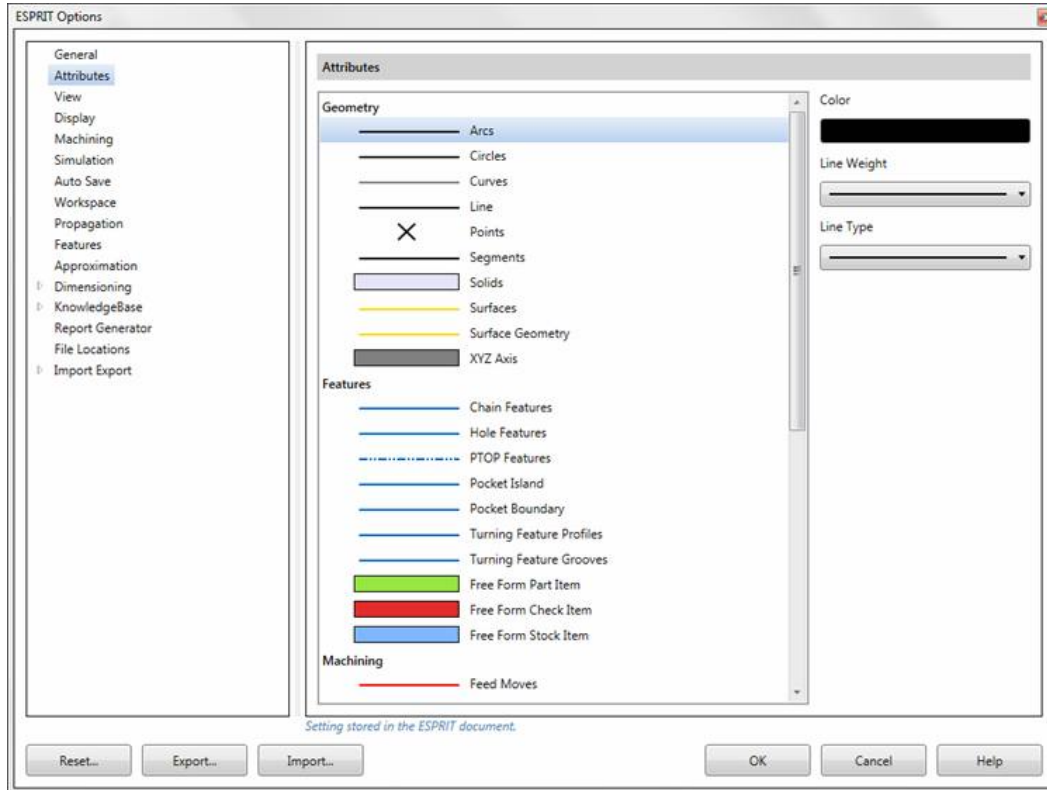 ESPRIT Options
General
Attributes
View
Display
Machining
Simulation
Auto Save
Workspace
Propagation
Features
Approximation
Dimensioning
KnowledgeBase
Report Generator
File Locations
Import Export
Attributes
Geometry
Arcs
Circles
Curves
Line
Points
Segments
Solids
Surfaces
Surface Geometry
XYZ Axis
Features
Chain Features
Hole Features
PTOP Features
Pocket Island
Pocket Boundary
Turning Feature Profiles
Turning Feature Grooves
Free Form Part Item
Free Form Check Item
Free Form Stock Item
Machining
Feed Moves
Color
Line Weight
Line Type
Setting stored in the ESPRIT document.
Reset...
Export...
Import...
OK
Cancel
Help